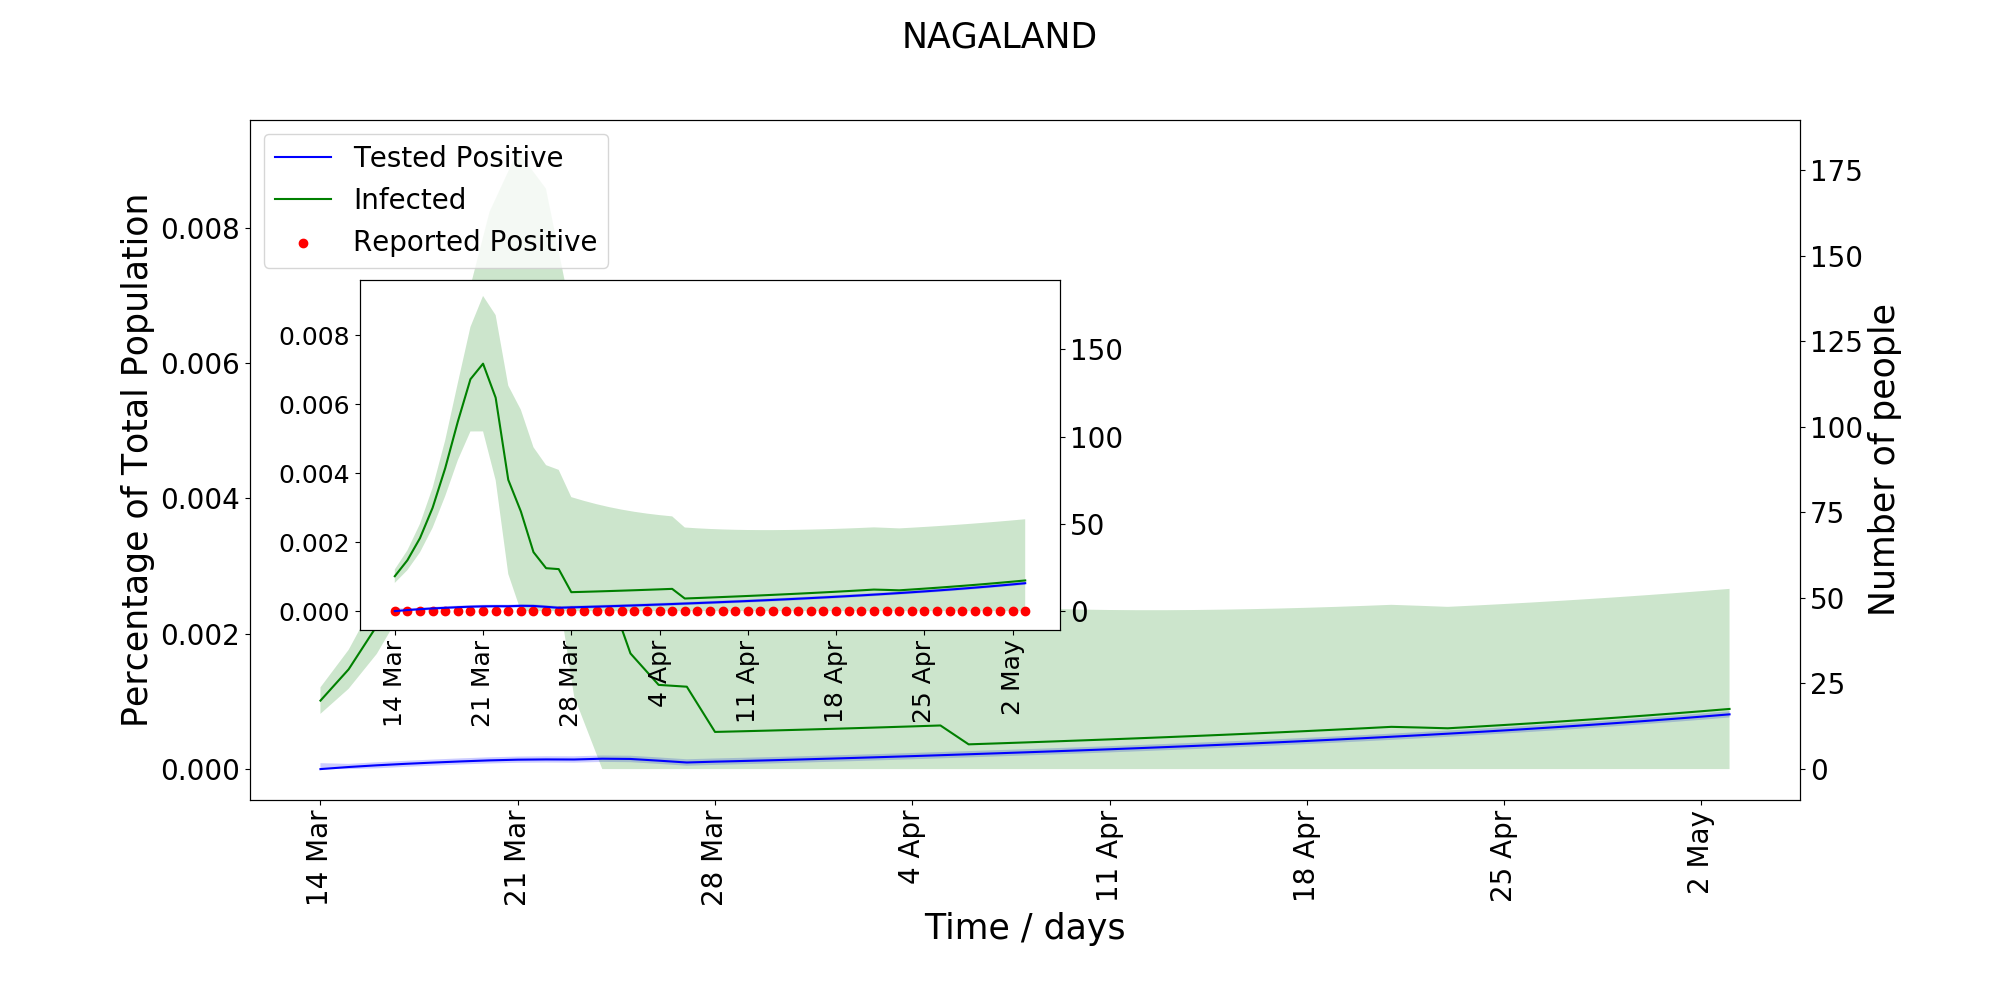 NAGALAND
Tested Positive
Infected
Reported Positive
Percentage of Total Population
0.008
0.006
0.004
0.002
0.000
175
150
125
100
75
50
25
0
Number of people
0.008
0.006
0.004
0.002
0.000
150
100
50
0
14 Mar
21 Mar
28 Mar
4 Apr
11 Apr
18 Apr
25 Apr
2 May
14 Mar
21 Mar
28 Mar
4 Apr
11 Apr
18 Apr
25 Apr
2 May
Time / days